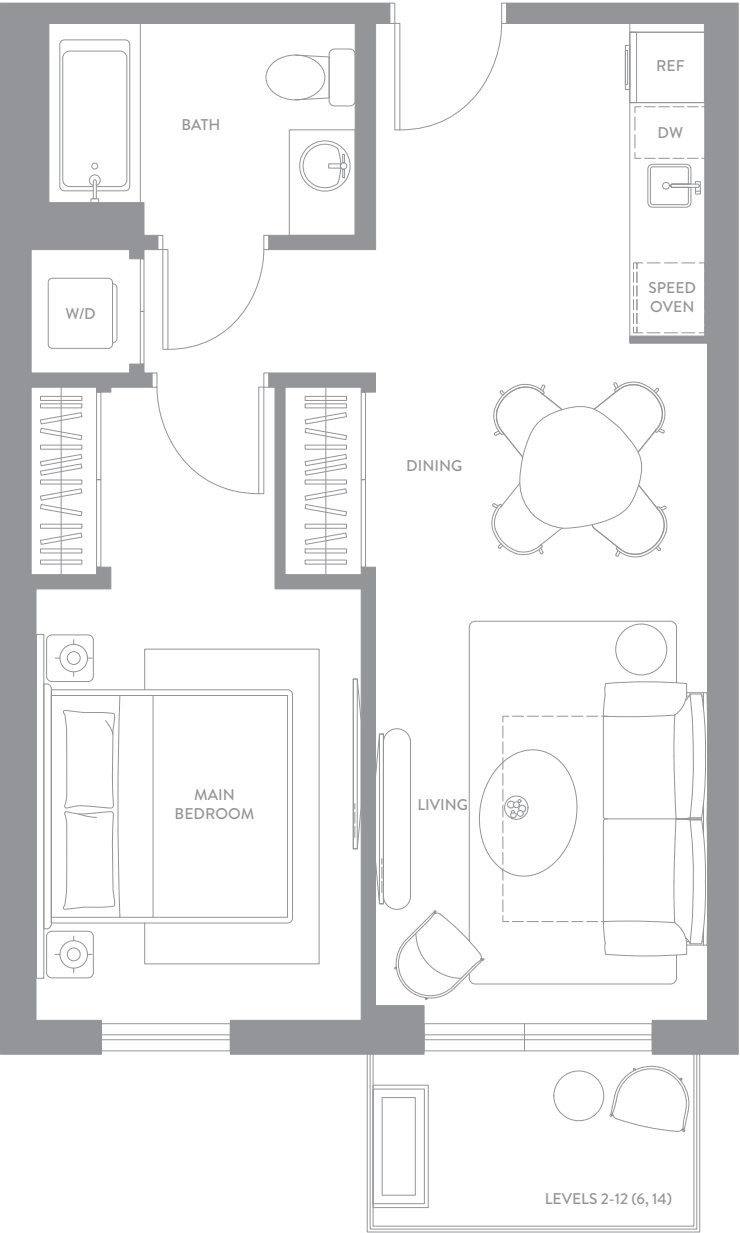 REF
BATH
DW
SPEED
OVEN
W/D
DINING
MAIN
BEDROOM
LIVING
LEVELS 2-12 (6, 14)